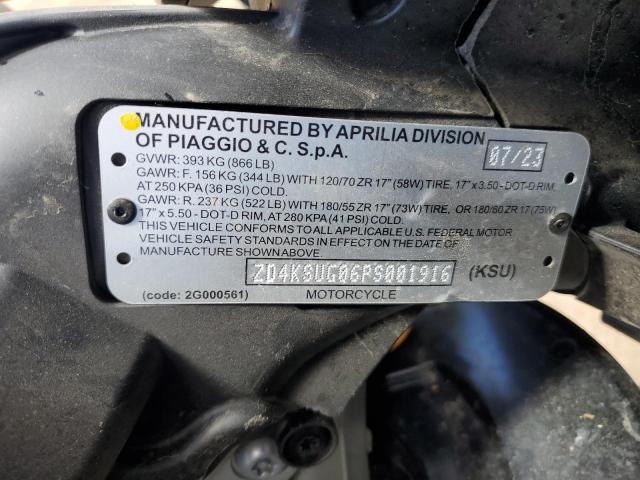 MANUFACTURED BY APRILIA DIVISION
OF PIAGGIO & C. S.p.A. 07/23
GVWR: 393 KG (866 LB)
GAWR: F. 156 KG (344 LB) WITH 120/70 ZR 17" (58W) TIRE, 17" x 3.50 - DOT-D RIM,
AT 250 KPA (36 PSI) COLD.
GAWR: R. 237 KG (522 LB) WITH 180/55 ZR 17" (73W) TIRE, OR 180/60 ZR 17 (75W)
17" x 5.50 - DOT-D RIM, AT 280 KPA (41 PSI) COLD.
THIS VEHICLE CONFORMS TO ALL APPLICABLE U.S. FEDERAL MOTOR
VEHICLE SAFETY STANDARDS IN EFFECT ON THE DATE OF
MANUFACTURE SHOWN ABOVE.
ZD4KSUG06PS001916 (KSU)
(code: 2G000561) MOTORCYCLE